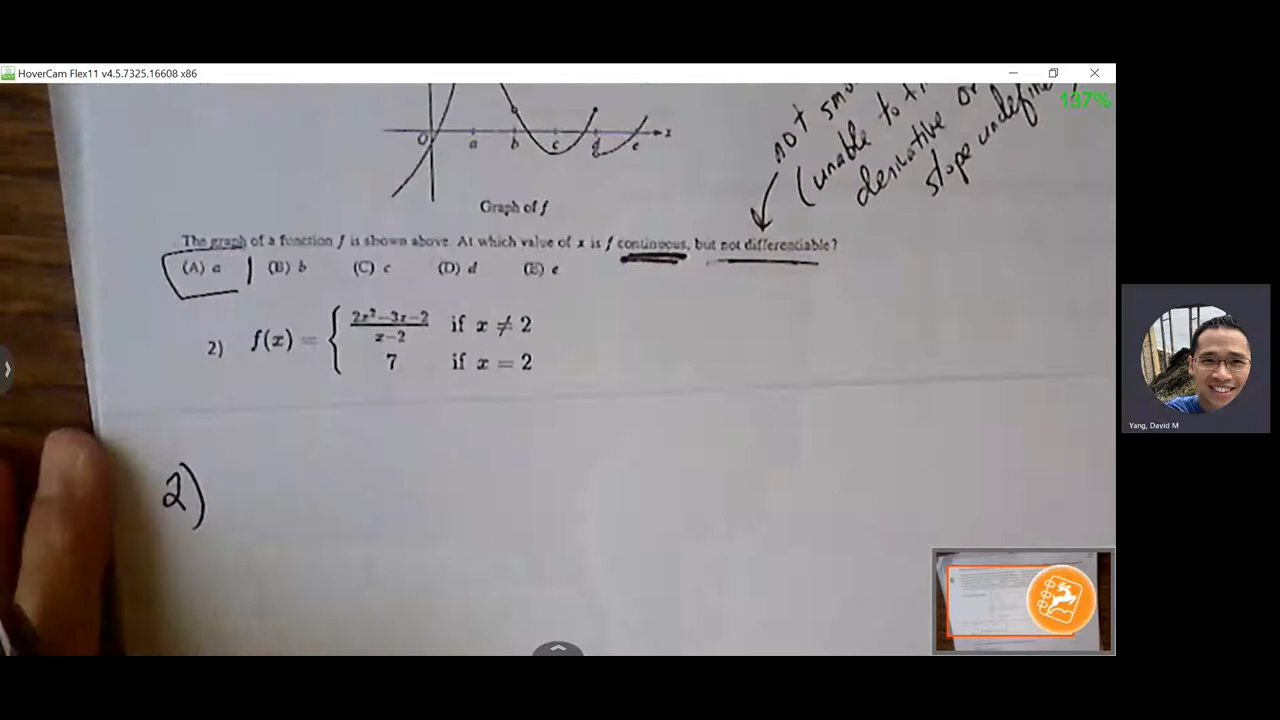 HoverCam Flex11 v4.5.7325.16608 x86
137%
not
(unable to
derivative or
slope
O a b c d e x
Graph of f
The graph of a function f is shown above. At which value of x is f continuous, but not differentiable?
(A) a (B) b (C) c (D) d (E) e
2) f(x) = { 2x²-3x-2 / x-2 if x ≠ 2
7 if x = 2
2)
Yang, David M